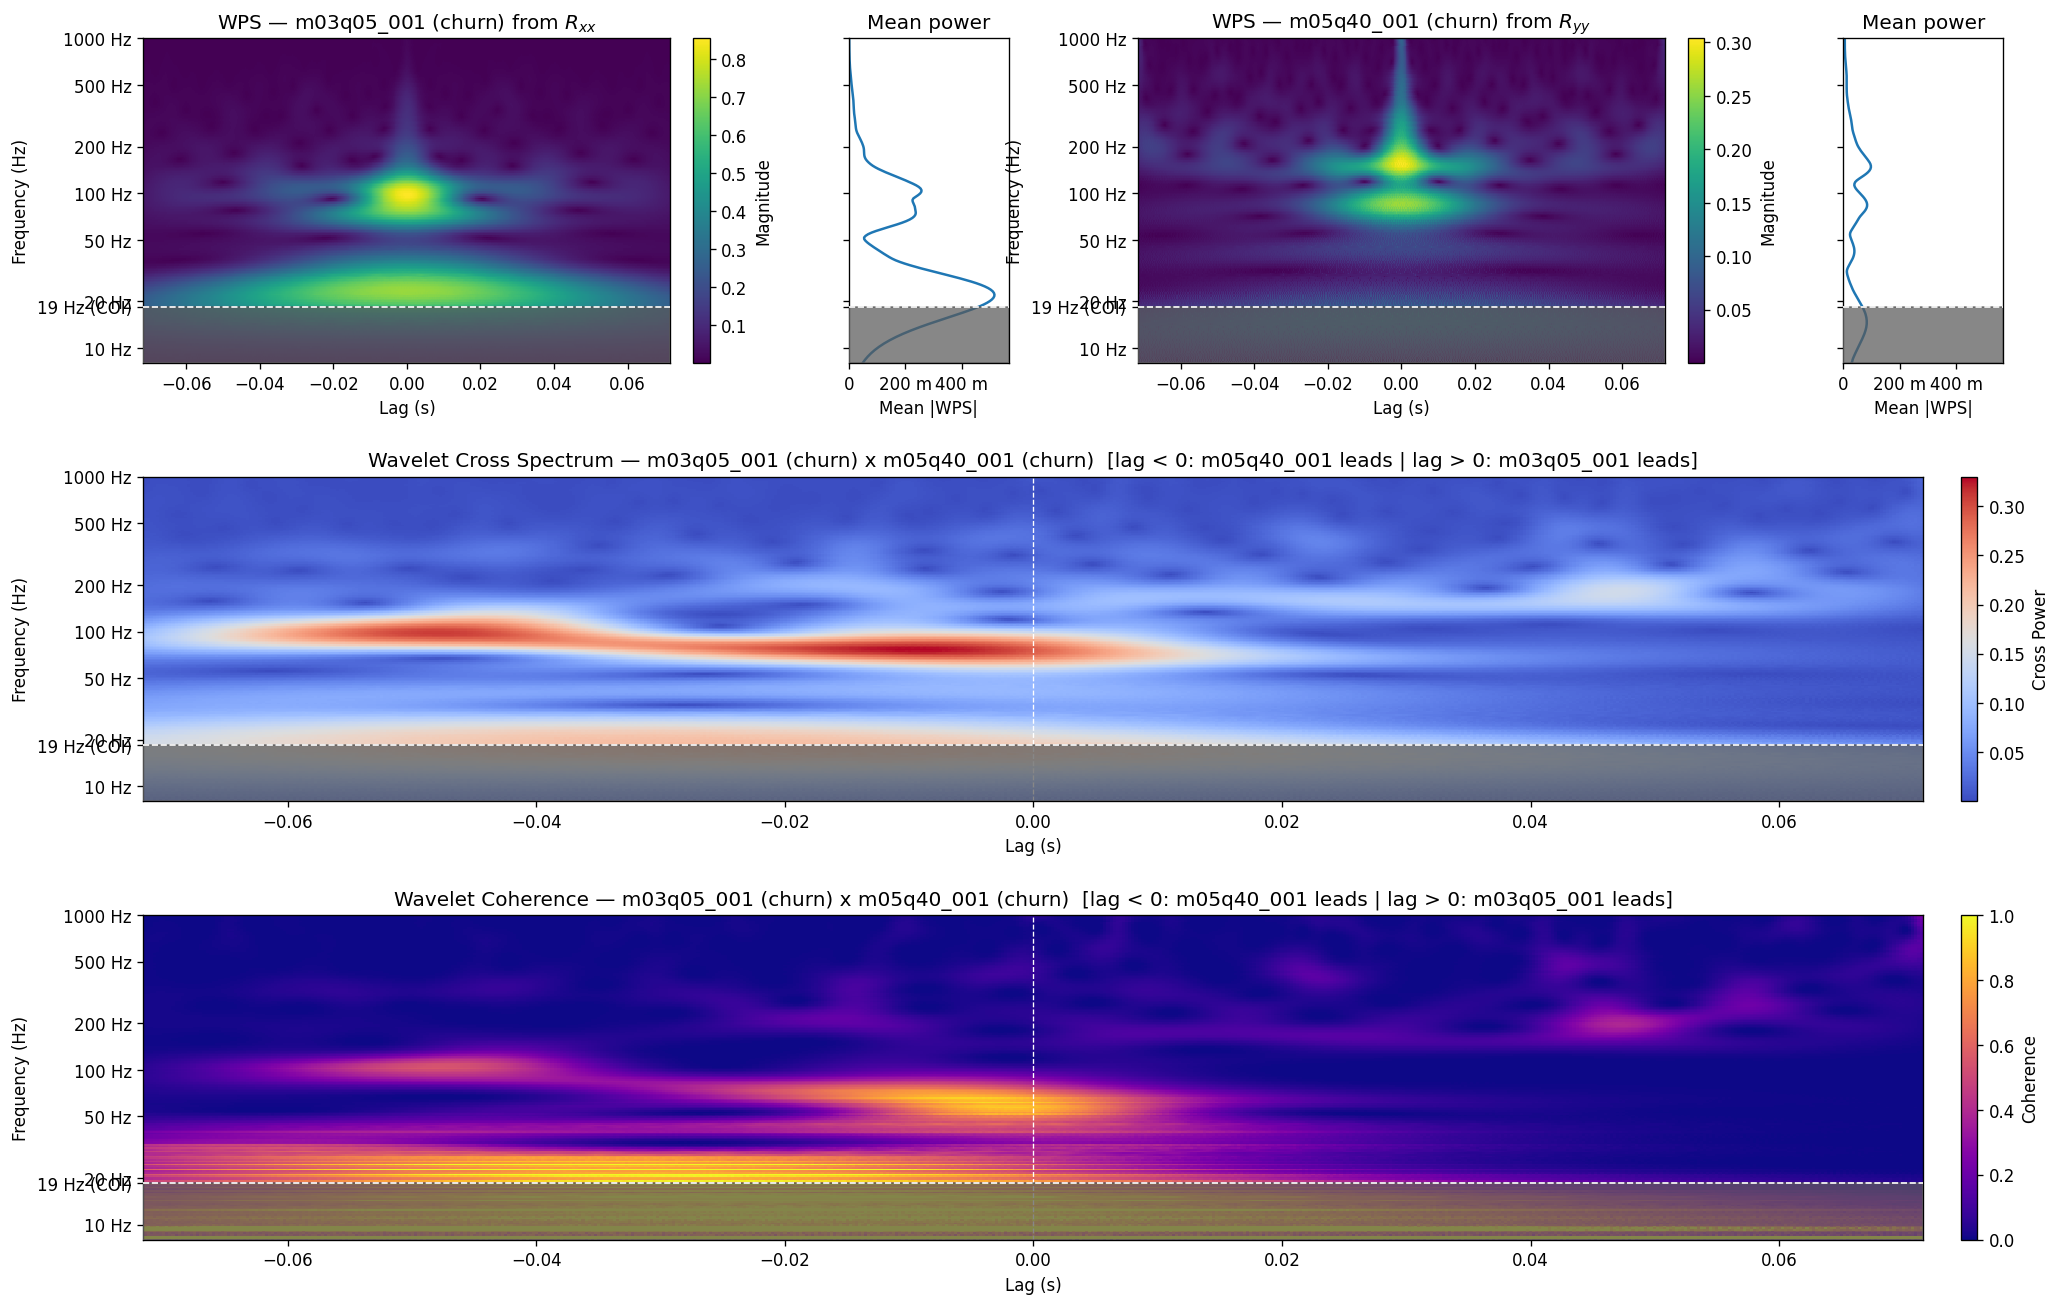 WPS — m03q05_001 (churn) from Rxx
Mean power
WPS — m05q40_001 (churn) from Ryy
Mean power
1000 Hz
500 Hz
200 Hz
100 Hz
50 Hz
20 Hz
19 Hz (COI)
10 Hz
Frequency (Hz)
−0.06 −0.04 −0.02 0.00 0.02 0.04 0.06
Lag (s)
0.8
0.7
0.6
0.5
0.4
0.3
0.2
0.1
Magnitude
0 200 m 400 m
Mean |WPS|
1000 Hz
500 Hz
200 Hz
100 Hz
50 Hz
20 Hz
19 Hz (COI)
10 Hz
Frequency (Hz)
−0.06 −0.04 −0.02 0.00 0.02 0.04 0.06
Lag (s)
0.30
0.25
0.20
0.15
0.10
0.05
Magnitude
0 200 m 400 m
Mean |WPS|
Wavelet Cross Spectrum — m03q05_001 (churn) x m05q40_001 (churn) [lag < 0: m05q40_001 leads | lag > 0: m03q05_001 leads]
1000 Hz
500 Hz
200 Hz
100 Hz
50 Hz
20 Hz
19 Hz (COI)
10 Hz
Frequency (Hz)
−0.06 −0.04 −0.02 0.00 0.02 0.04 0.06
Lag (s)
0.30
0.25
0.20
0.15
0.10
0.05
Cross Power
Wavelet Coherence — m03q05_001 (churn) x m05q40_001 (churn) [lag < 0: m05q40_001 leads | lag > 0: m03q05_001 leads]
1000 Hz
500 Hz
200 Hz
100 Hz
50 Hz
20 Hz
19 Hz (COI)
10 Hz
Frequency (Hz)
−0.06 −0.04 −0.02 0.00 0.02 0.04 0.06
Lag (s)
1.0
0.8
0.6
0.4
0.2
0.0
Coherence